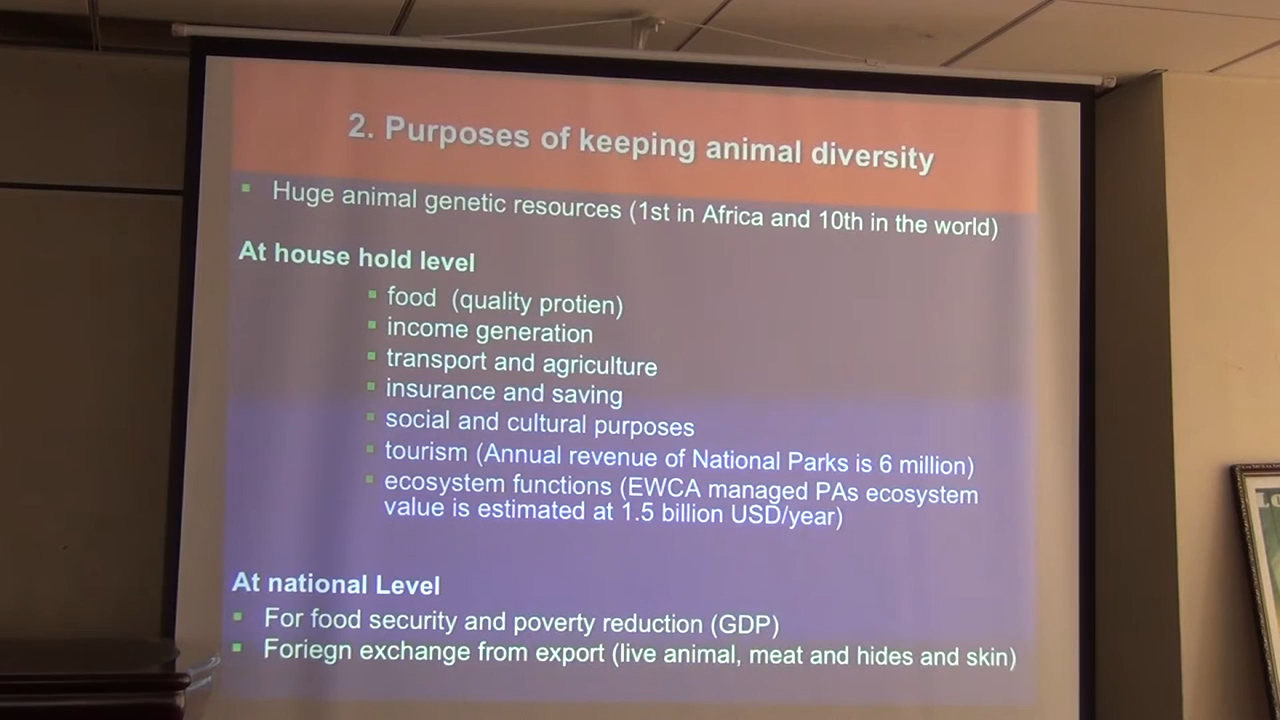 2. Purposes of keeping animal diversity
▪ Huge animal genetic resources (1st in Africa and 10th in the world)
At house hold level
▪ food (quality protien)
▪ income generation
▪ transport and agriculture
▪ insurance and saving
▪ social and cultural purposes
▪ tourism (Annual revenue of National Parks is 6 million)
▪ ecosystem functions (EWCA managed PAs ecosystem
value is estimated at 1.5 billion USD/year)
At national Level
▪ For food security and poverty reduction (GDP)
▪ Foriegn exchange from export (live animal, meat and hides and skin)